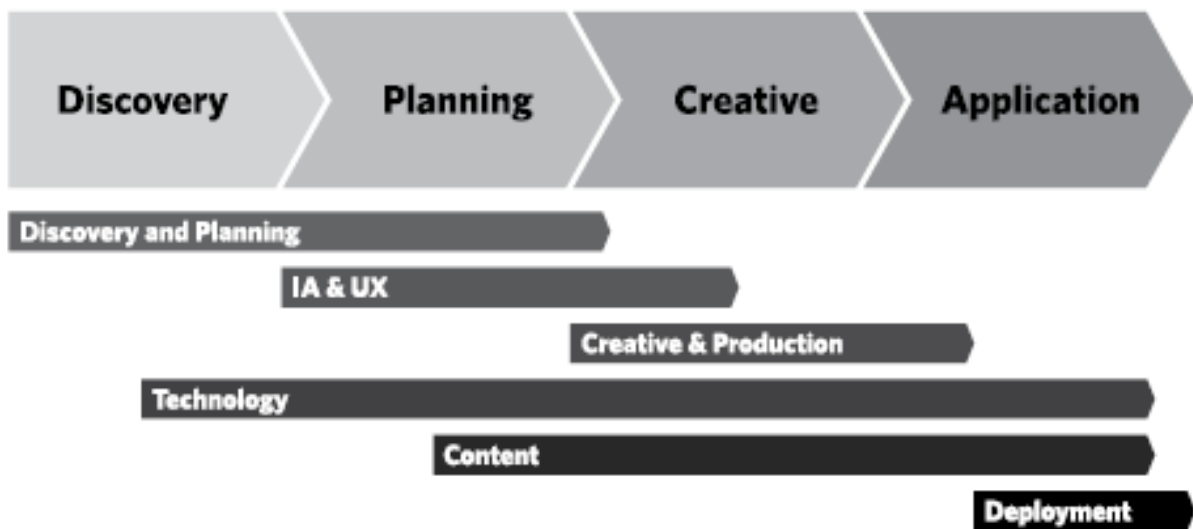 Discovery
Planning
Creative
Application
Discovery and Planning
IA & UX
Creative & Production
Technology
Content
Deployment